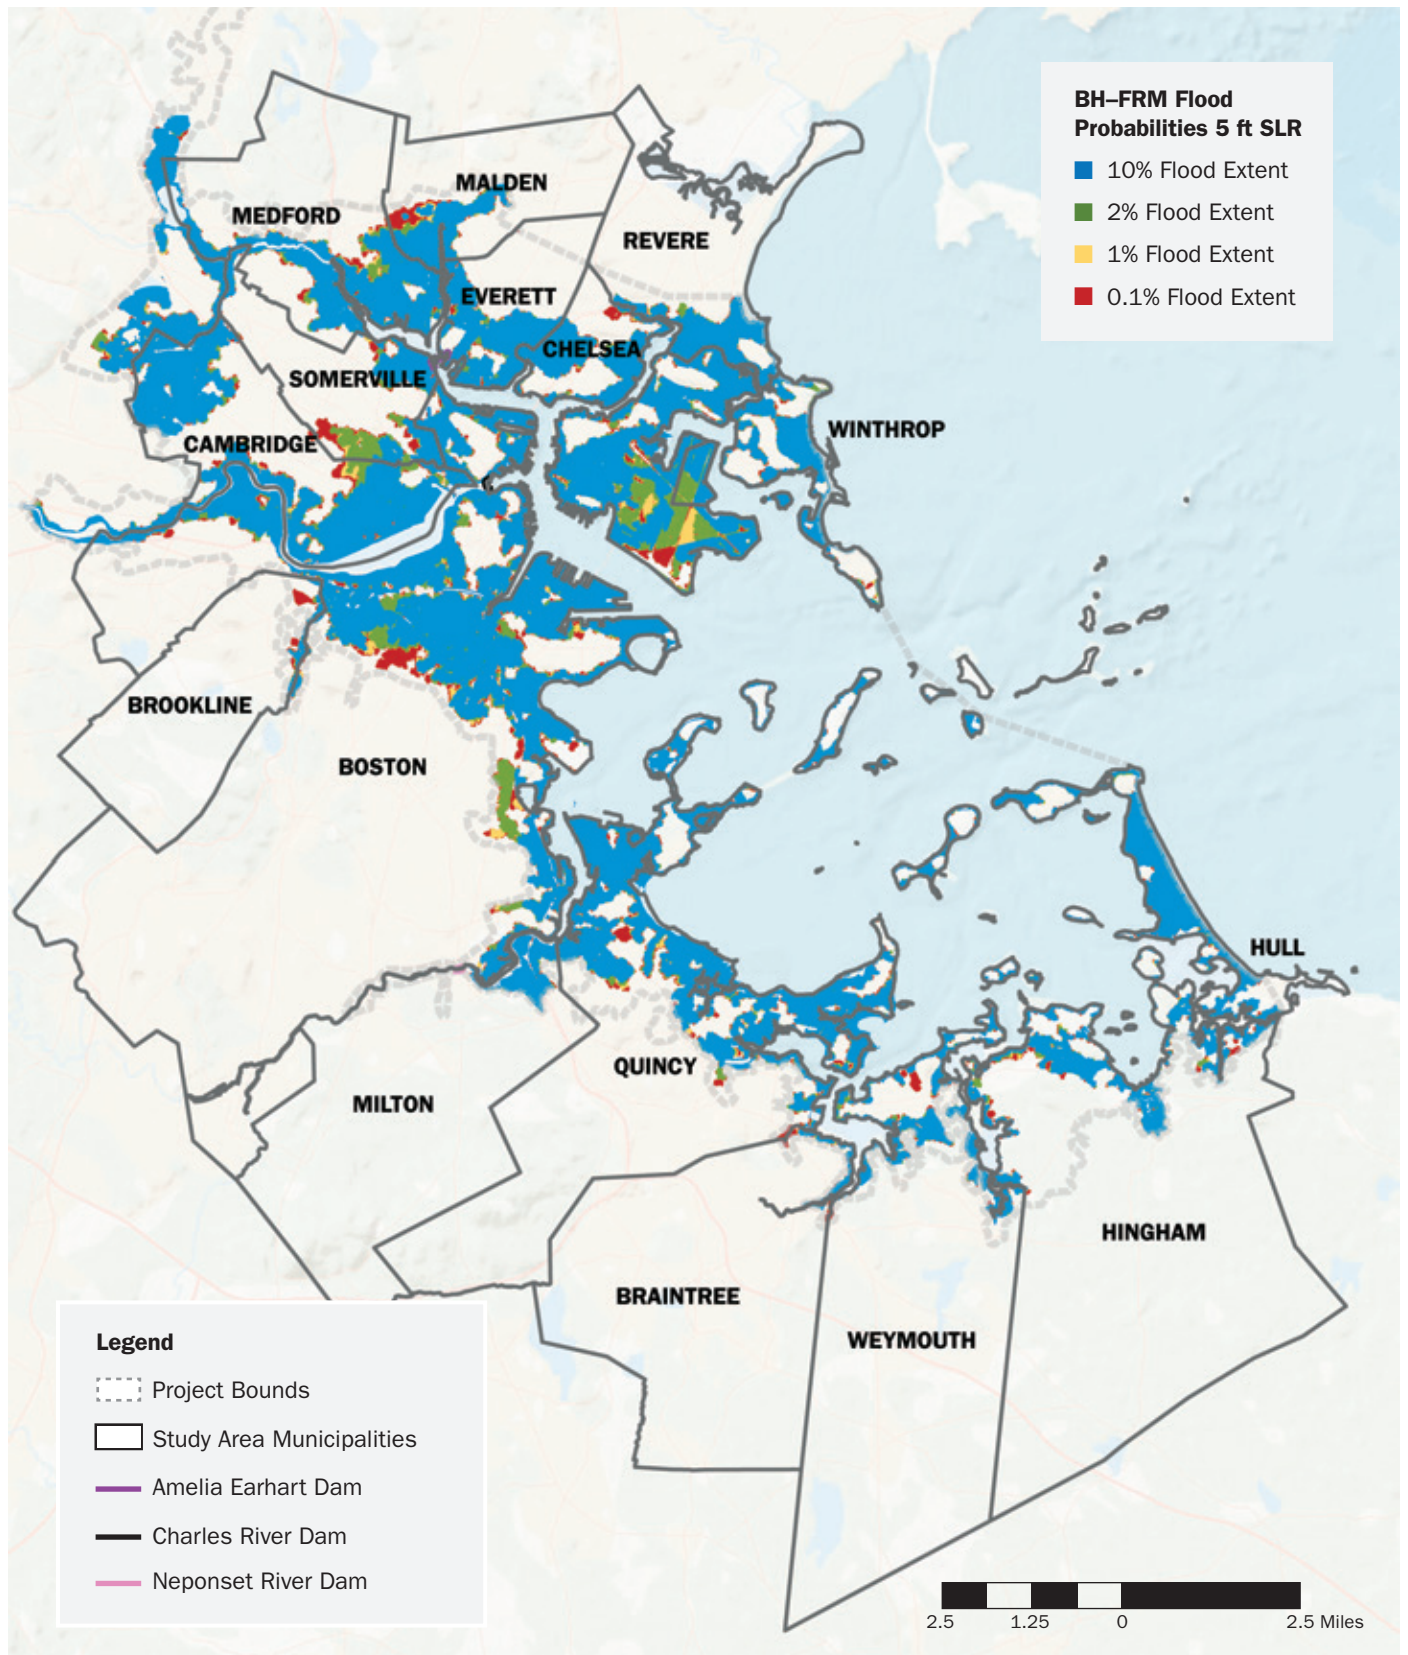 BH–FRM Flood
Probabilities 5 ft SLR
10% Flood Extent
2% Flood Extent
1% Flood Extent
0.1% Flood Extent
MALDEN
MEDFORD
REVERE
EVERETT
CHELSEA
SOMERVILLE
WINTHROP
CAMBRIDGE
BROOKLINE
BOSTON
HULL
QUINCY
MILTON
HINGHAM
BRAINTREE
WEYMOUTH
Legend
Project Bounds
Study Area Municipalities
Amelia Earhart Dam
Charles River Dam
Neponset River Dam
2.5 1.25 0 2.5 Miles